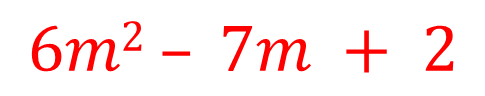 6m² – 7m + 2